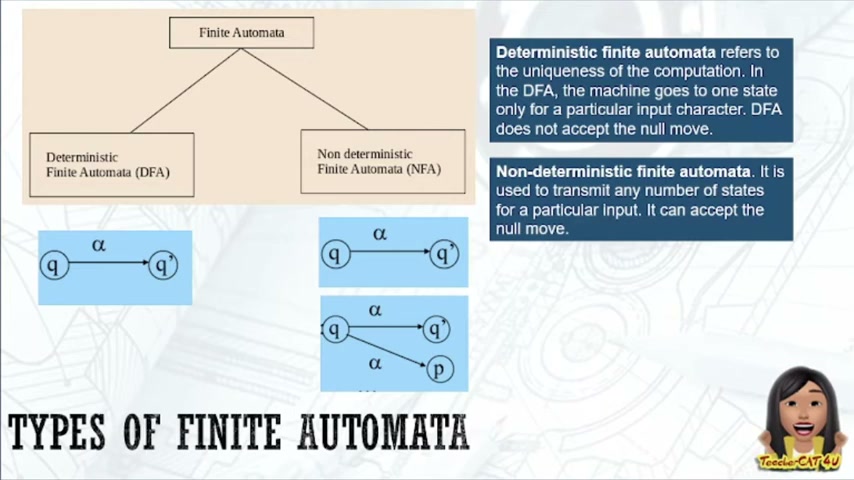 Finite Automata
Deterministic
Finite Automata (DFA)
Non deterministic
Finite Automata (NFA)
Deterministic finite automata refers to
the uniqueness of the computation. In
the DFA, the machine goes to one state
only for a particular input character. DFA
does not accept the null move.
Non-deterministic finite automata. It is
used to transmit any number of states
for a particular input. It can accept the
null move.
α
q q’
α
q q’
α
q q’
α
p
TYPES OF FINITE AUTOMATA
TeacherCAT4U